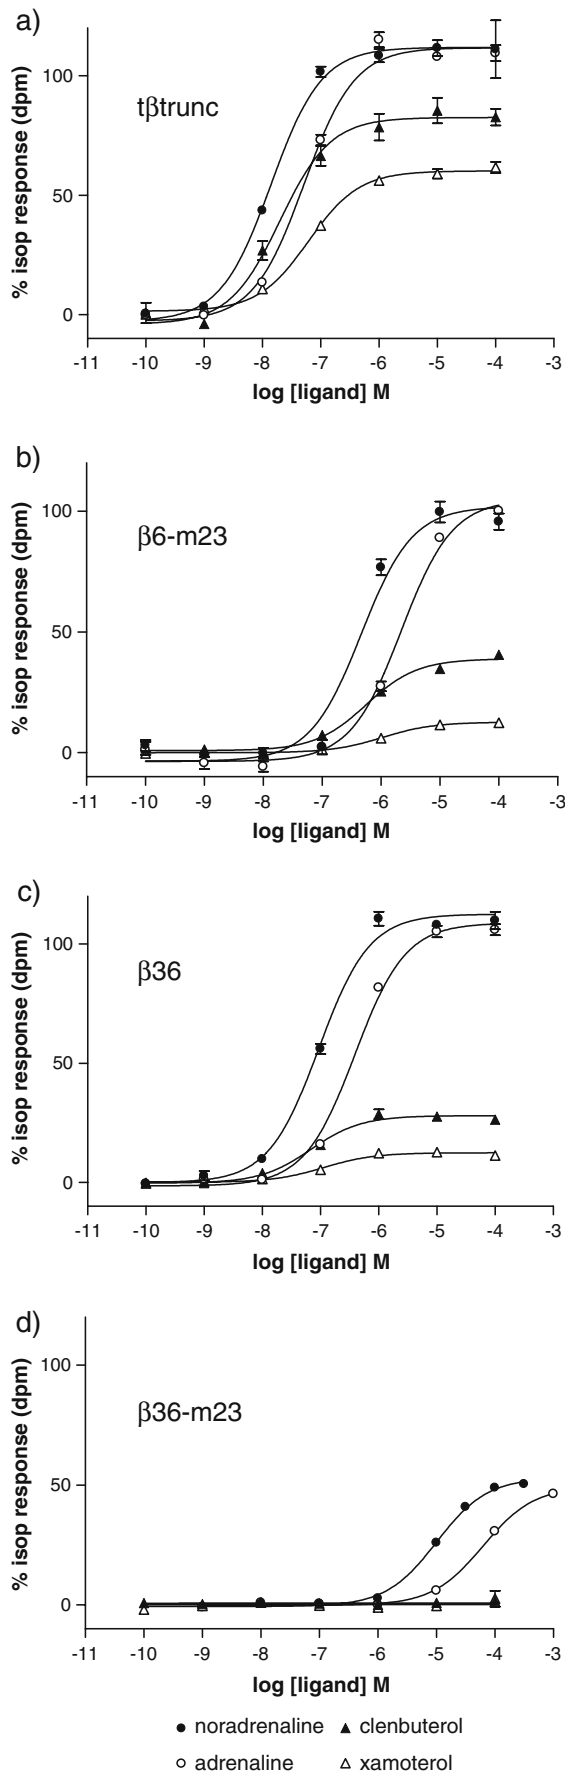 a)
tβtrunc
% isop response (dpm)
100
50
0
-11 -10 -9 -8 -7 -6 -5 -4 -3
log [ligand] M
b)
β6-m23
% isop response (dpm)
100
50
0
-11 -10 -9 -8 -7 -6 -5 -4 -3
log [ligand] M
c)
β36
% isop response (dpm)
100
50
0
-11 -10 -9 -8 -7 -6 -5 -4 -3
log [ligand] M
d)
β36-m23
% isop response (dpm)
100
50
0
-11 -10 -9 -8 -7 -6 -5 -4 -3
log [ligand] M
noradrenaline clenbuterol
adrenaline xamoterol